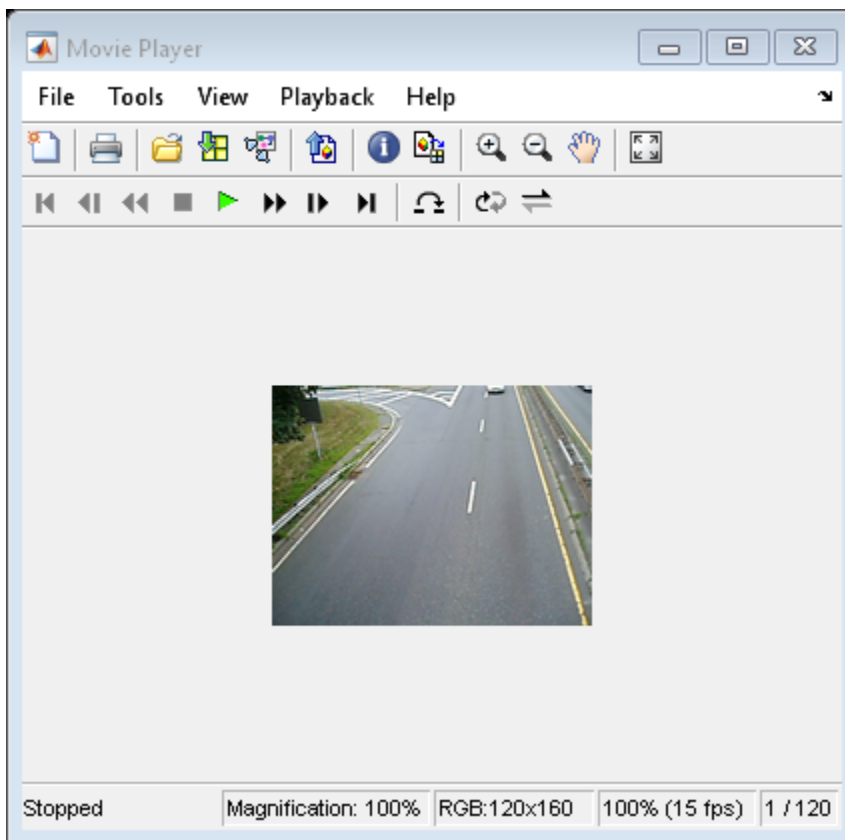 Movie Player
File Tools View Playback Help
Stopped Magnification: 100% RGB:120x160 100% (15 fps) 1 / 120